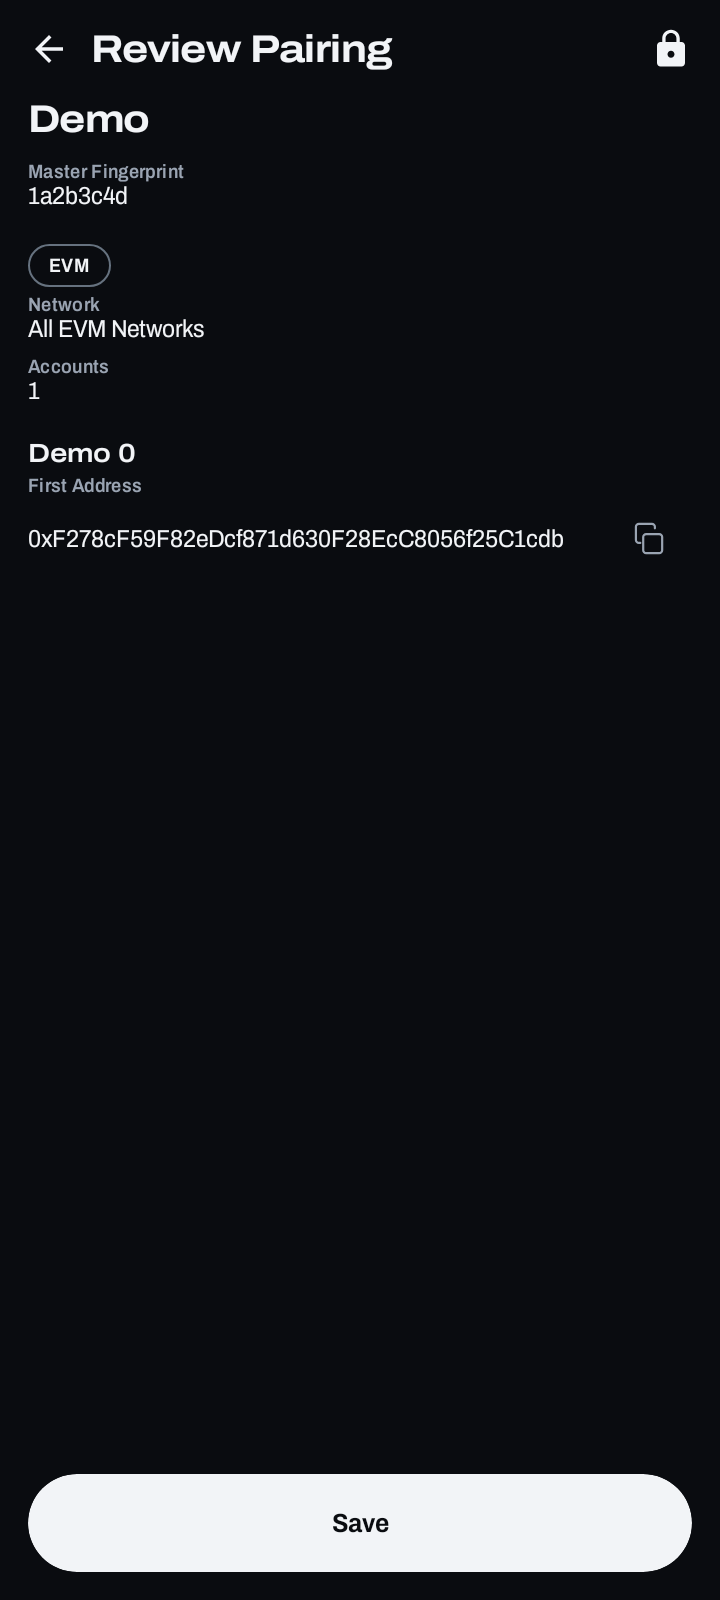 Review Pairing
Demo
Master Fingerprint
1a2b3c4d
EVM
Network
All EVM Networks
Accounts
1
Demo 0
First Address
0xF278cF59F82eDcf871d630F28EcC8056f25C1cdb
Save